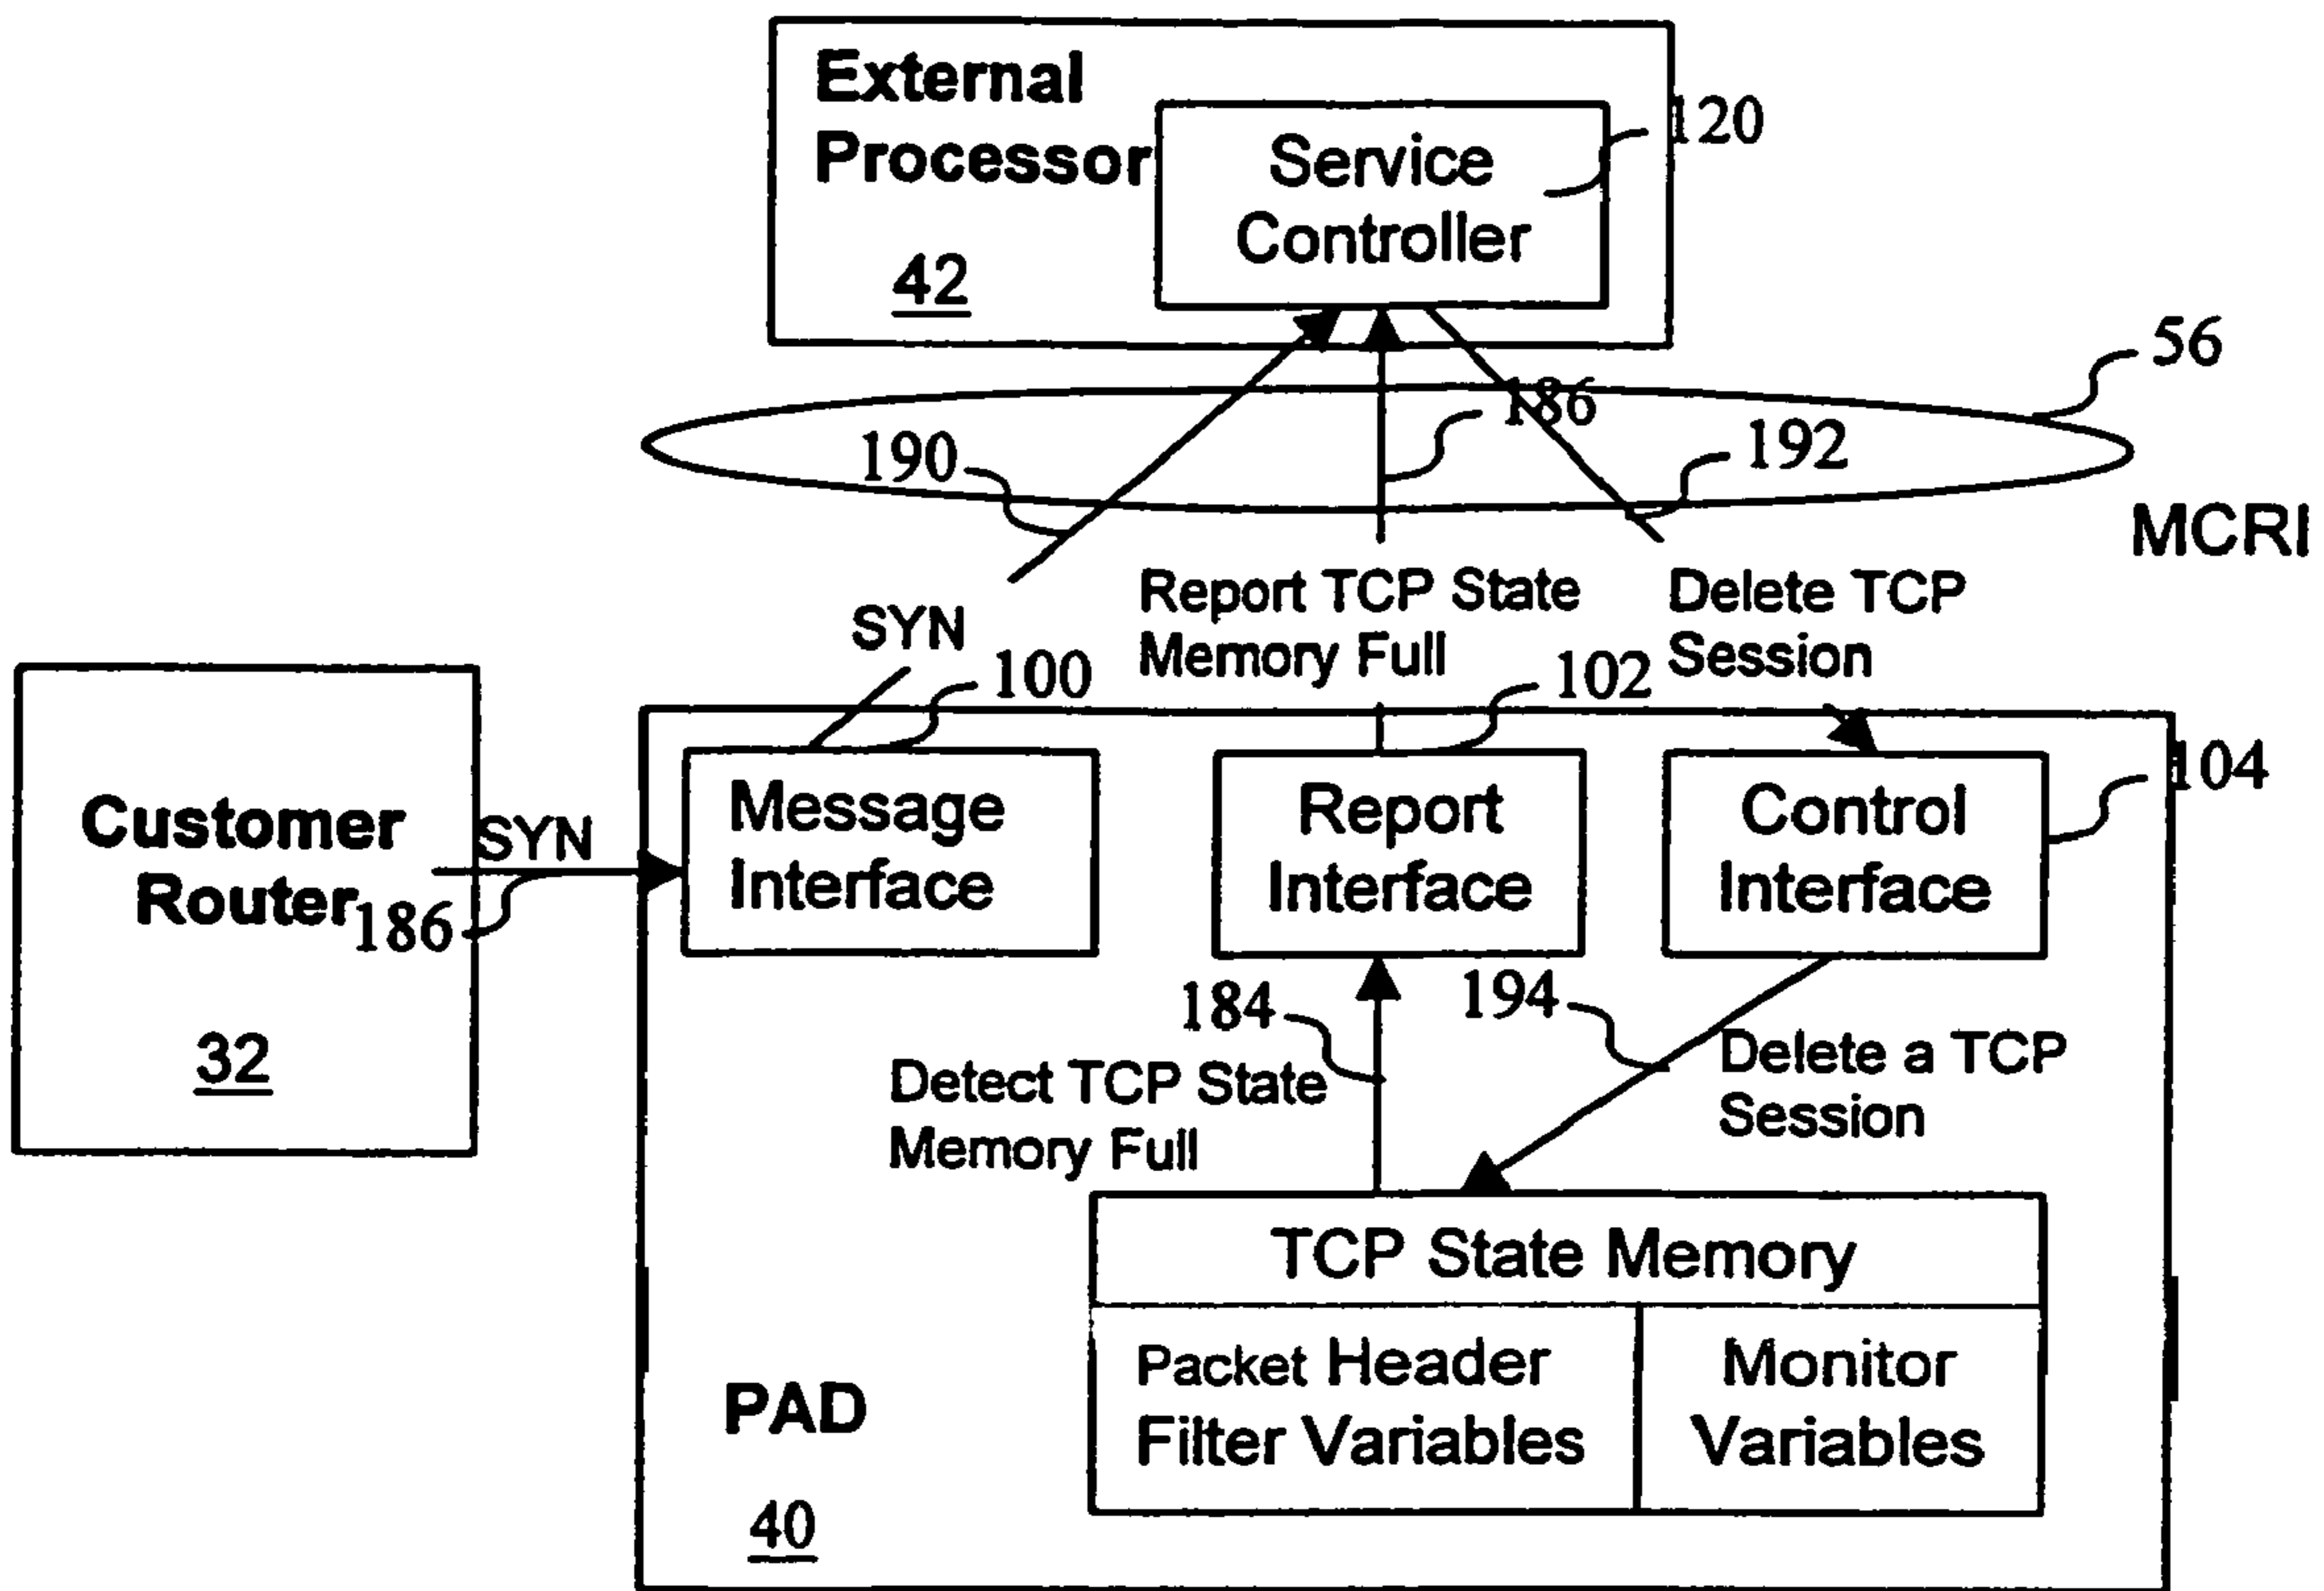 External
Processor
42
Service
Controller
120
56
186
190
192
MCRI
SYN
Report TCP State
Memory Full
Delete TCP
Session
100
102
104
Customer
Router
32
SYN
186
Message
Interface
Report
Interface
Control
Interface
184
194
Detect TCP State
Memory Full
Delete a TCP
Session
TCP State Memory
Packet Header
Filter Variables
Monitor
Variables
PAD
40